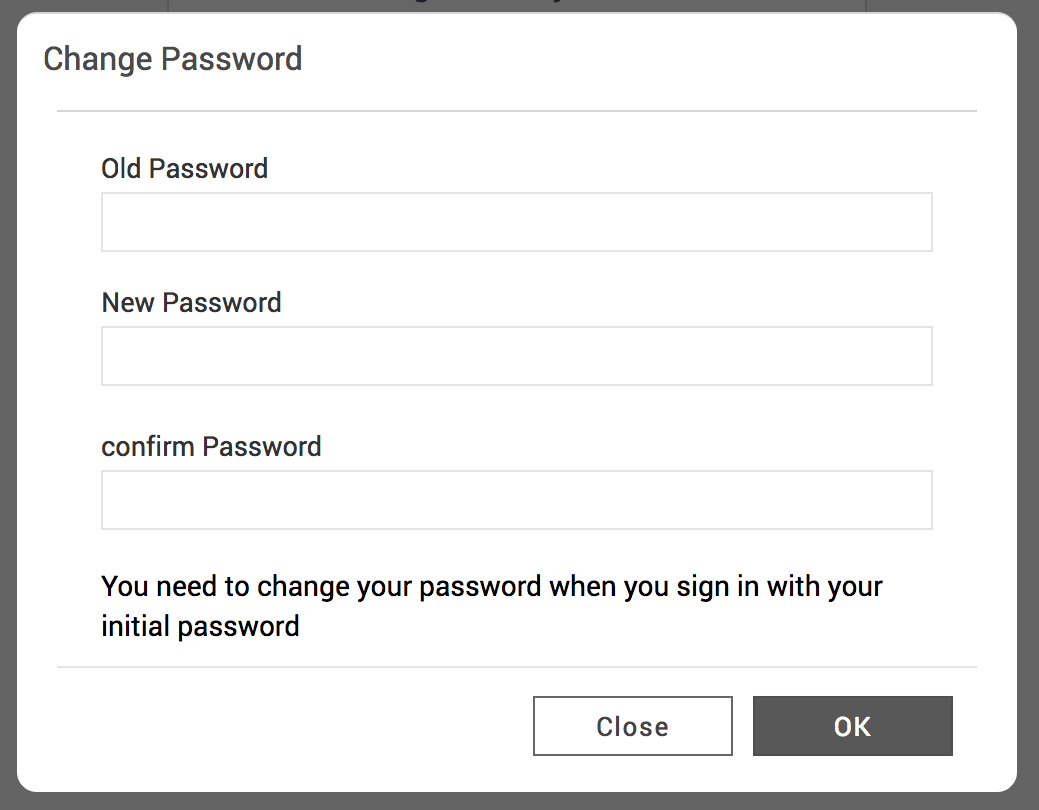 Change Password
Old Password
New Password
confirm Password
You need to change your password when you sign in with your
initial password
Close
OK